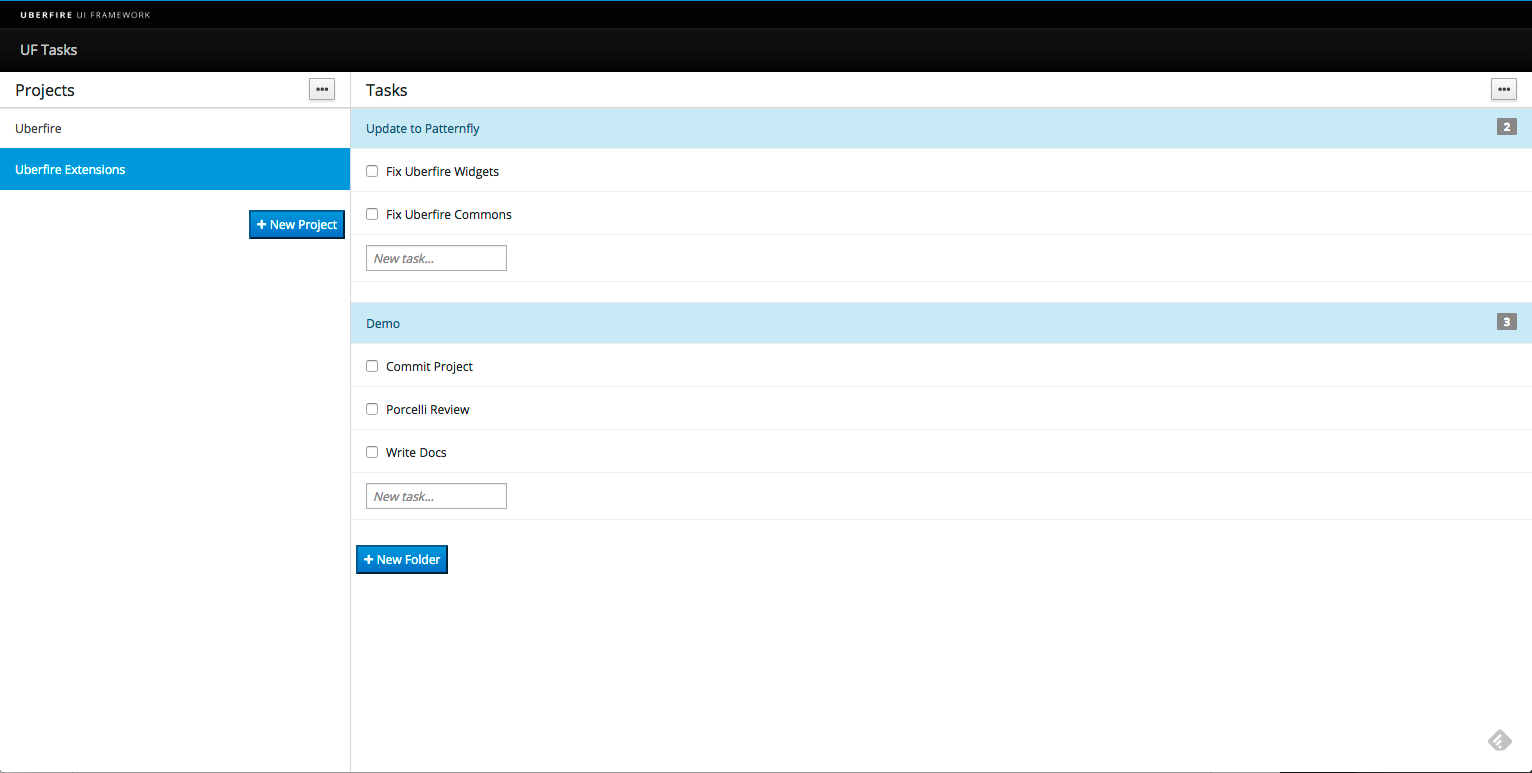 UBERFIRE UI FRAMEWORK
UF Tasks
Projects
Uberfire
Uberfire Extensions
+ New Project
Tasks
Update to Patternfly 2
Fix Uberfire Widgets
Fix Uberfire Commons
New task...
Demo 3
Commit Project
Porcelli Review
Write Docs
New task...
+ New Folder